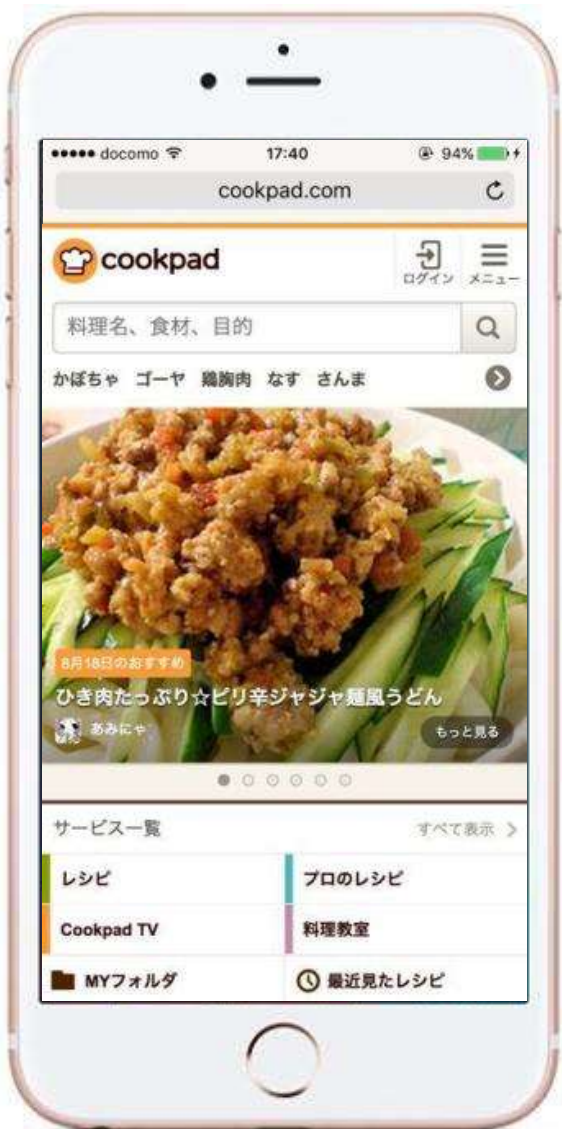 docomo 17:40 94%
cookpad.com
cookpad
ログイン メニュー
料理名、食材、目的
かぼちゃ ゴーヤ 鶏胸肉 なす さんま
8月18日のおすすめ
ひき肉たっぷり☆ピリ辛ジャジャ麺風うどん
あみにゃ もっと見る
サービス一覧 すべて表示
レシピ プロのレシピ
Cookpad TV 料理教室
MYフォルダ 最近見たレシピ